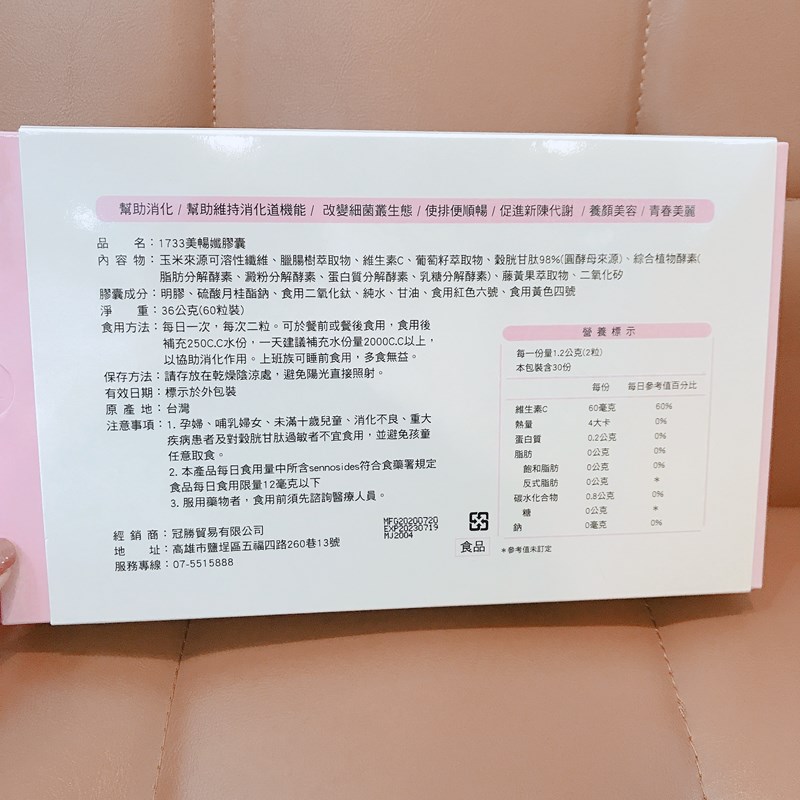 幫助消化 / 幫助維持消化道機能 / 改變細菌叢生態 / 使排便順暢 / 促進新陳代謝 / 養顏美容 / 青春美麗
品 名：1733美暢孅膠囊
內 容 物：玉米來源可溶性纖維、臘腸樹萃取物、維生素C、葡萄籽萃取物、穀胱甘肽98%(圓酵母來源)、綜合植物酵素(
脂肪分解酵素、澱粉分解酵素、蛋白質分解酵素、乳糖分解酵素)、藤黃果萃取物、二氧化矽
膠囊成分：明膠、硫酸月桂酯鈉、食用二氧化鈦、純水、甘油、食用紅色六號、食用黃色四號
淨 重：36公克(60粒裝)
食用方法：每日一次，每次二粒。可於餐前或餐後食用，食用後
補充250C.C水份，一天建議補充水份量2000C.C以上，
以協助消化作用。上班族可睡前食用，多食無益。
保存方法：請存放在乾燥陰涼處，避免陽光直接照射。
有效日期：標示於外包裝
原 產 地：台灣
注意事項：1. 孕婦、哺乳婦女、未滿十歲兒童、消化不良、重大
疾病患者及對穀胱甘肽過敏者不宜食用，並避免孩童
任意取食。
2. 本產品每日食用量中所含sennosides符合食藥署規定
食品每日食用限量12毫克以下
3. 服用藥物者，食用前須先諮詢醫療人員。
經 銷 商：冠勝貿易有限公司
地 址：高雄市鹽埕區五福四路260巷13號
服務專線：07-5515888
MFG20200720
EXP20230719
MJ2004
食品
營 養 標 示
每一份量1.2公克(2粒)
本包裝含30份
每份 每日參考值百分比
維生素C 60毫克 60%
熱量 4大卡 0%
蛋白質 0.2公克 0%
脂肪 0公克 0%
飽和脂肪 0公克 0%
反式脂肪 0公克 *
碳水化合物 0.8公克 0%
糖 0公克 *
鈉 0毫克 0%
*參考值未訂定